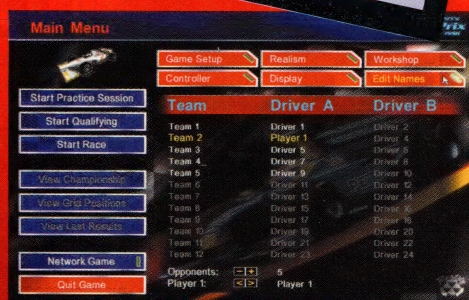 Main Menu
Game Setup Realism Workshop
Controller Display Edit Names
Start Practice Session
Start Qualifying
Start Race
View Championship
View Grid Positions
View Last Results
Network Game
Quit Game
Team Driver A Driver B
Team 1 Driver 1 Driver 2
Team 2 Player 1 Driver 4
Team 3 Driver 5 Driver 6
Team 4_ Driver 7 Driver 8
Team 5 Driver 9 Driver 10
Team 6 Driver 11 Driver 12
Team 7 Driver 13 Driver 14
Team 8 Driver 15 Driver 16
Team 9 Driver 17 Driver 18
Team 10 Driver 19 Driver 20
Team 11 Driver 21 Driver 22
Team 12 Driver 23 Driver 24
Opponents: - + 5
Player 1: < > Player 1